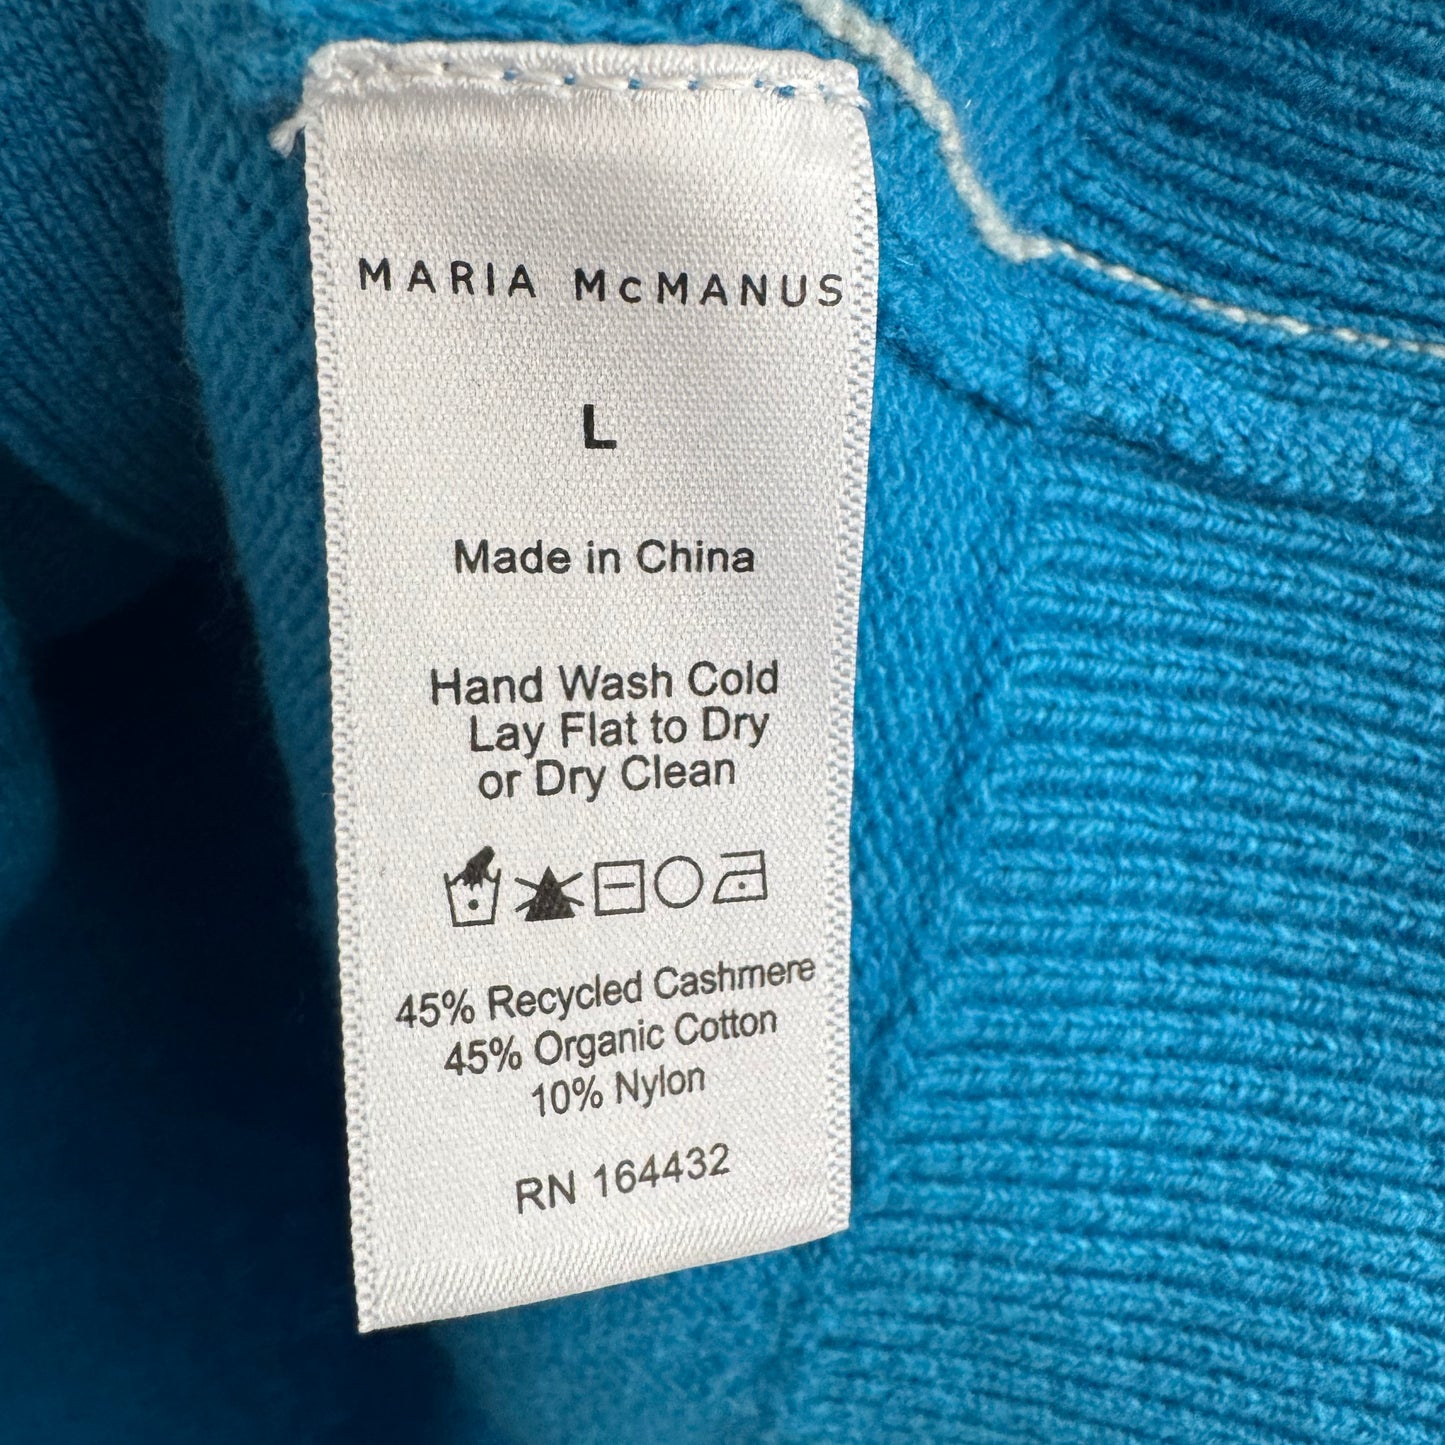 MARIA McMANUS
L
Made in China
Hand Wash Cold
Lay Flat to Dry
or Dry Clean
45% Recycled Cashmere
45% Organic Cotton
10% Nylon
RN 164432